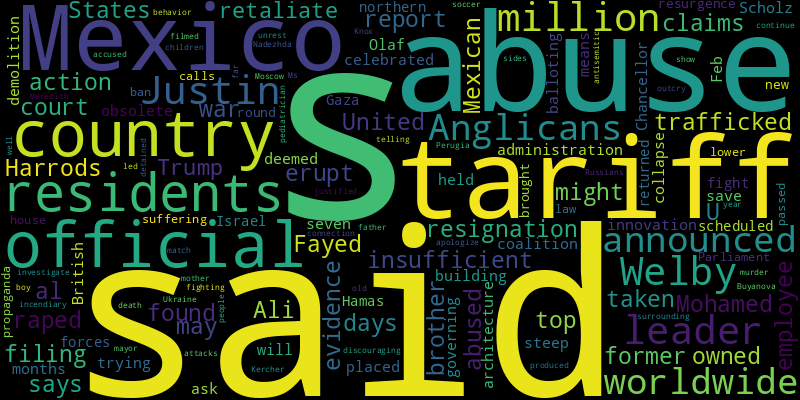 States
retaliate
northern
behavior
soccer
resurgence
Scholz
report
million
claims
continue
Mexico
filmed
children
unrest
Nadezhda
Olaf
celebrated
Knox
accused
demolition
action
calls
far
Moscow
Ms
Mexican
balloting
means
antisemitic
sides
abuse
show
outcry
Feb
new
Chancellor
court
ban
Justin
Meredith
obsolete
war
round
Gaza
pediatrician
United
telling
Anglicans
trafficked
country
S
Perugia
tariff
lower
Harrods
led
detained
Trump
deemed
erupt
administration
Russians
returned
collapse
held
brought
might
fight
save
year
passed
residents
justified
law
U
house
suffering
Israel
seven
father
resignation
innovation
scheduled
official
match
connection
apologize
coalition
Parliament
announced
Fayed
insufficient
murder
British
mother
investigate
Welby
Buyanova
propaganda
boy
al
incendiary
said
death
Ukraine
fighting
old
Hamas
building
taken
Mohamed
employee
raped
found
may
people
Ali
evidence
days
brother
governing
abused
architecture
top
surrounding
leader
forces
mayor
attacks
will
discouraging
steep
filing
months
trying
Kercher
placed
former
owned
says
ask
produced
worldwide